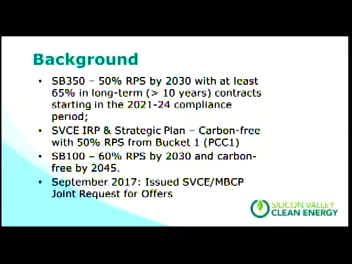 Background
• SB350 – 50% RPS by 2030 with at least
65% in long-term (> 10 years) contracts
starting in the 2021-24 compliance
period;
• SVCE IRP & Strategic Plan – Carbon-free
with 50% RPS from Bucket 1 (PCC1)
• SB100 – 60% RPS by 2030 and carbon-
free by 2045.
• September 2017: Issued SVCE/MBCP
Joint Request for Offers
SILICON VALLEY
CLEAN ENERGY